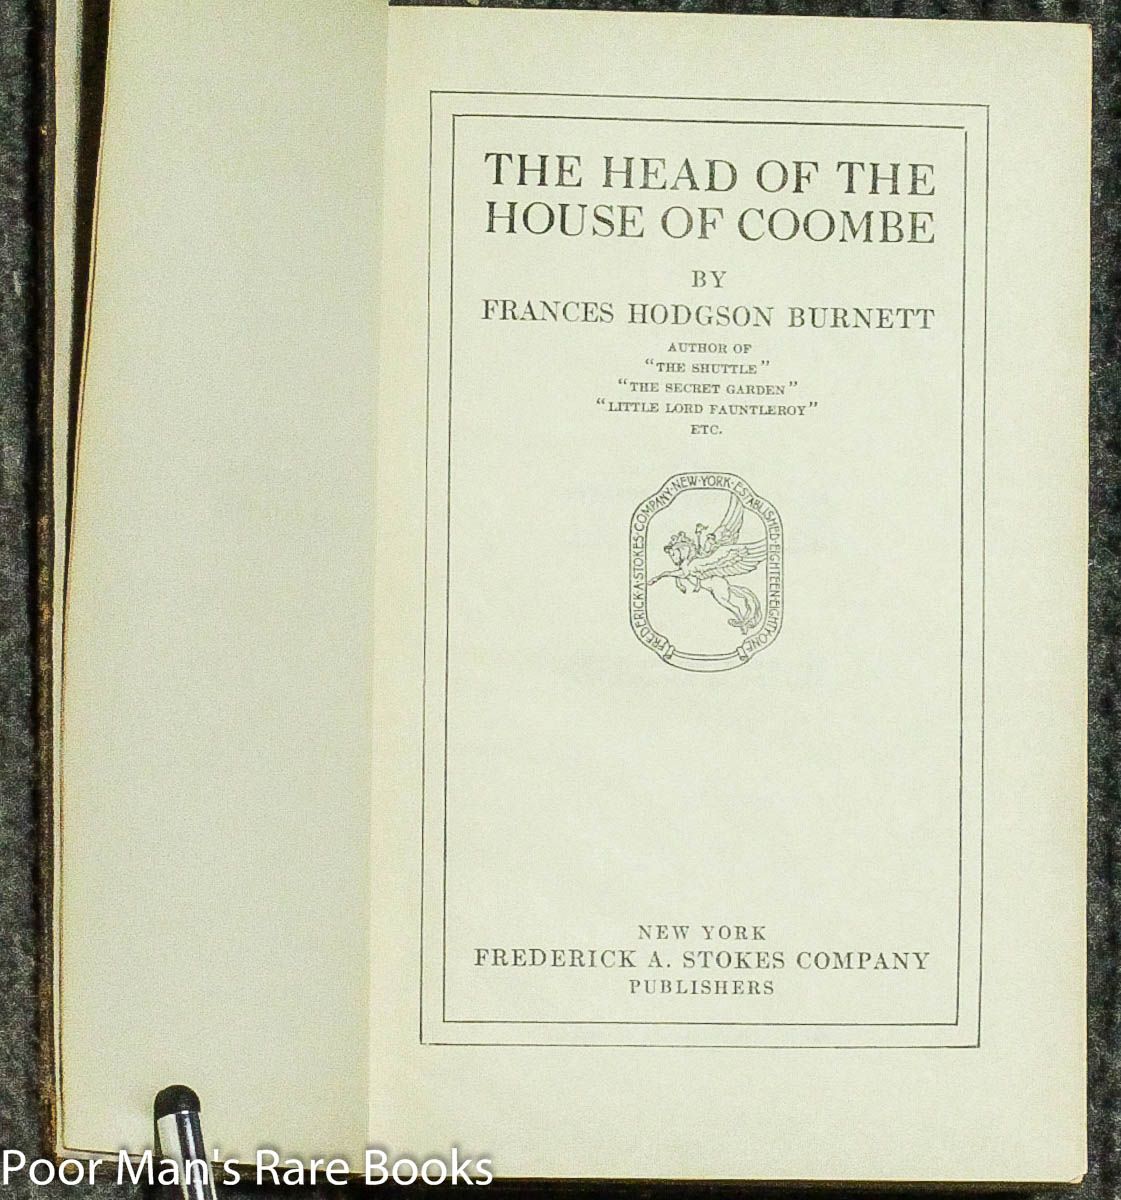 THE HEAD OF THE
HOUSE OF COOMBE
BY
FRANCES HODGSON BURNETT
AUTHOR OF
"THE SHUTTLE"
"THE SECRET GARDEN"
"LITTLE LORD FAUNTLEROY"
ETC.
FREDERICK·A·STOKES·COMPANY·NEW·YORK·ESTABLISHED·EIGHTEEN·EIGHTY·ONE
NEW YORK
FREDERICK A. STOKES COMPANY
PUBLISHERS
Poor Man's Rare Books